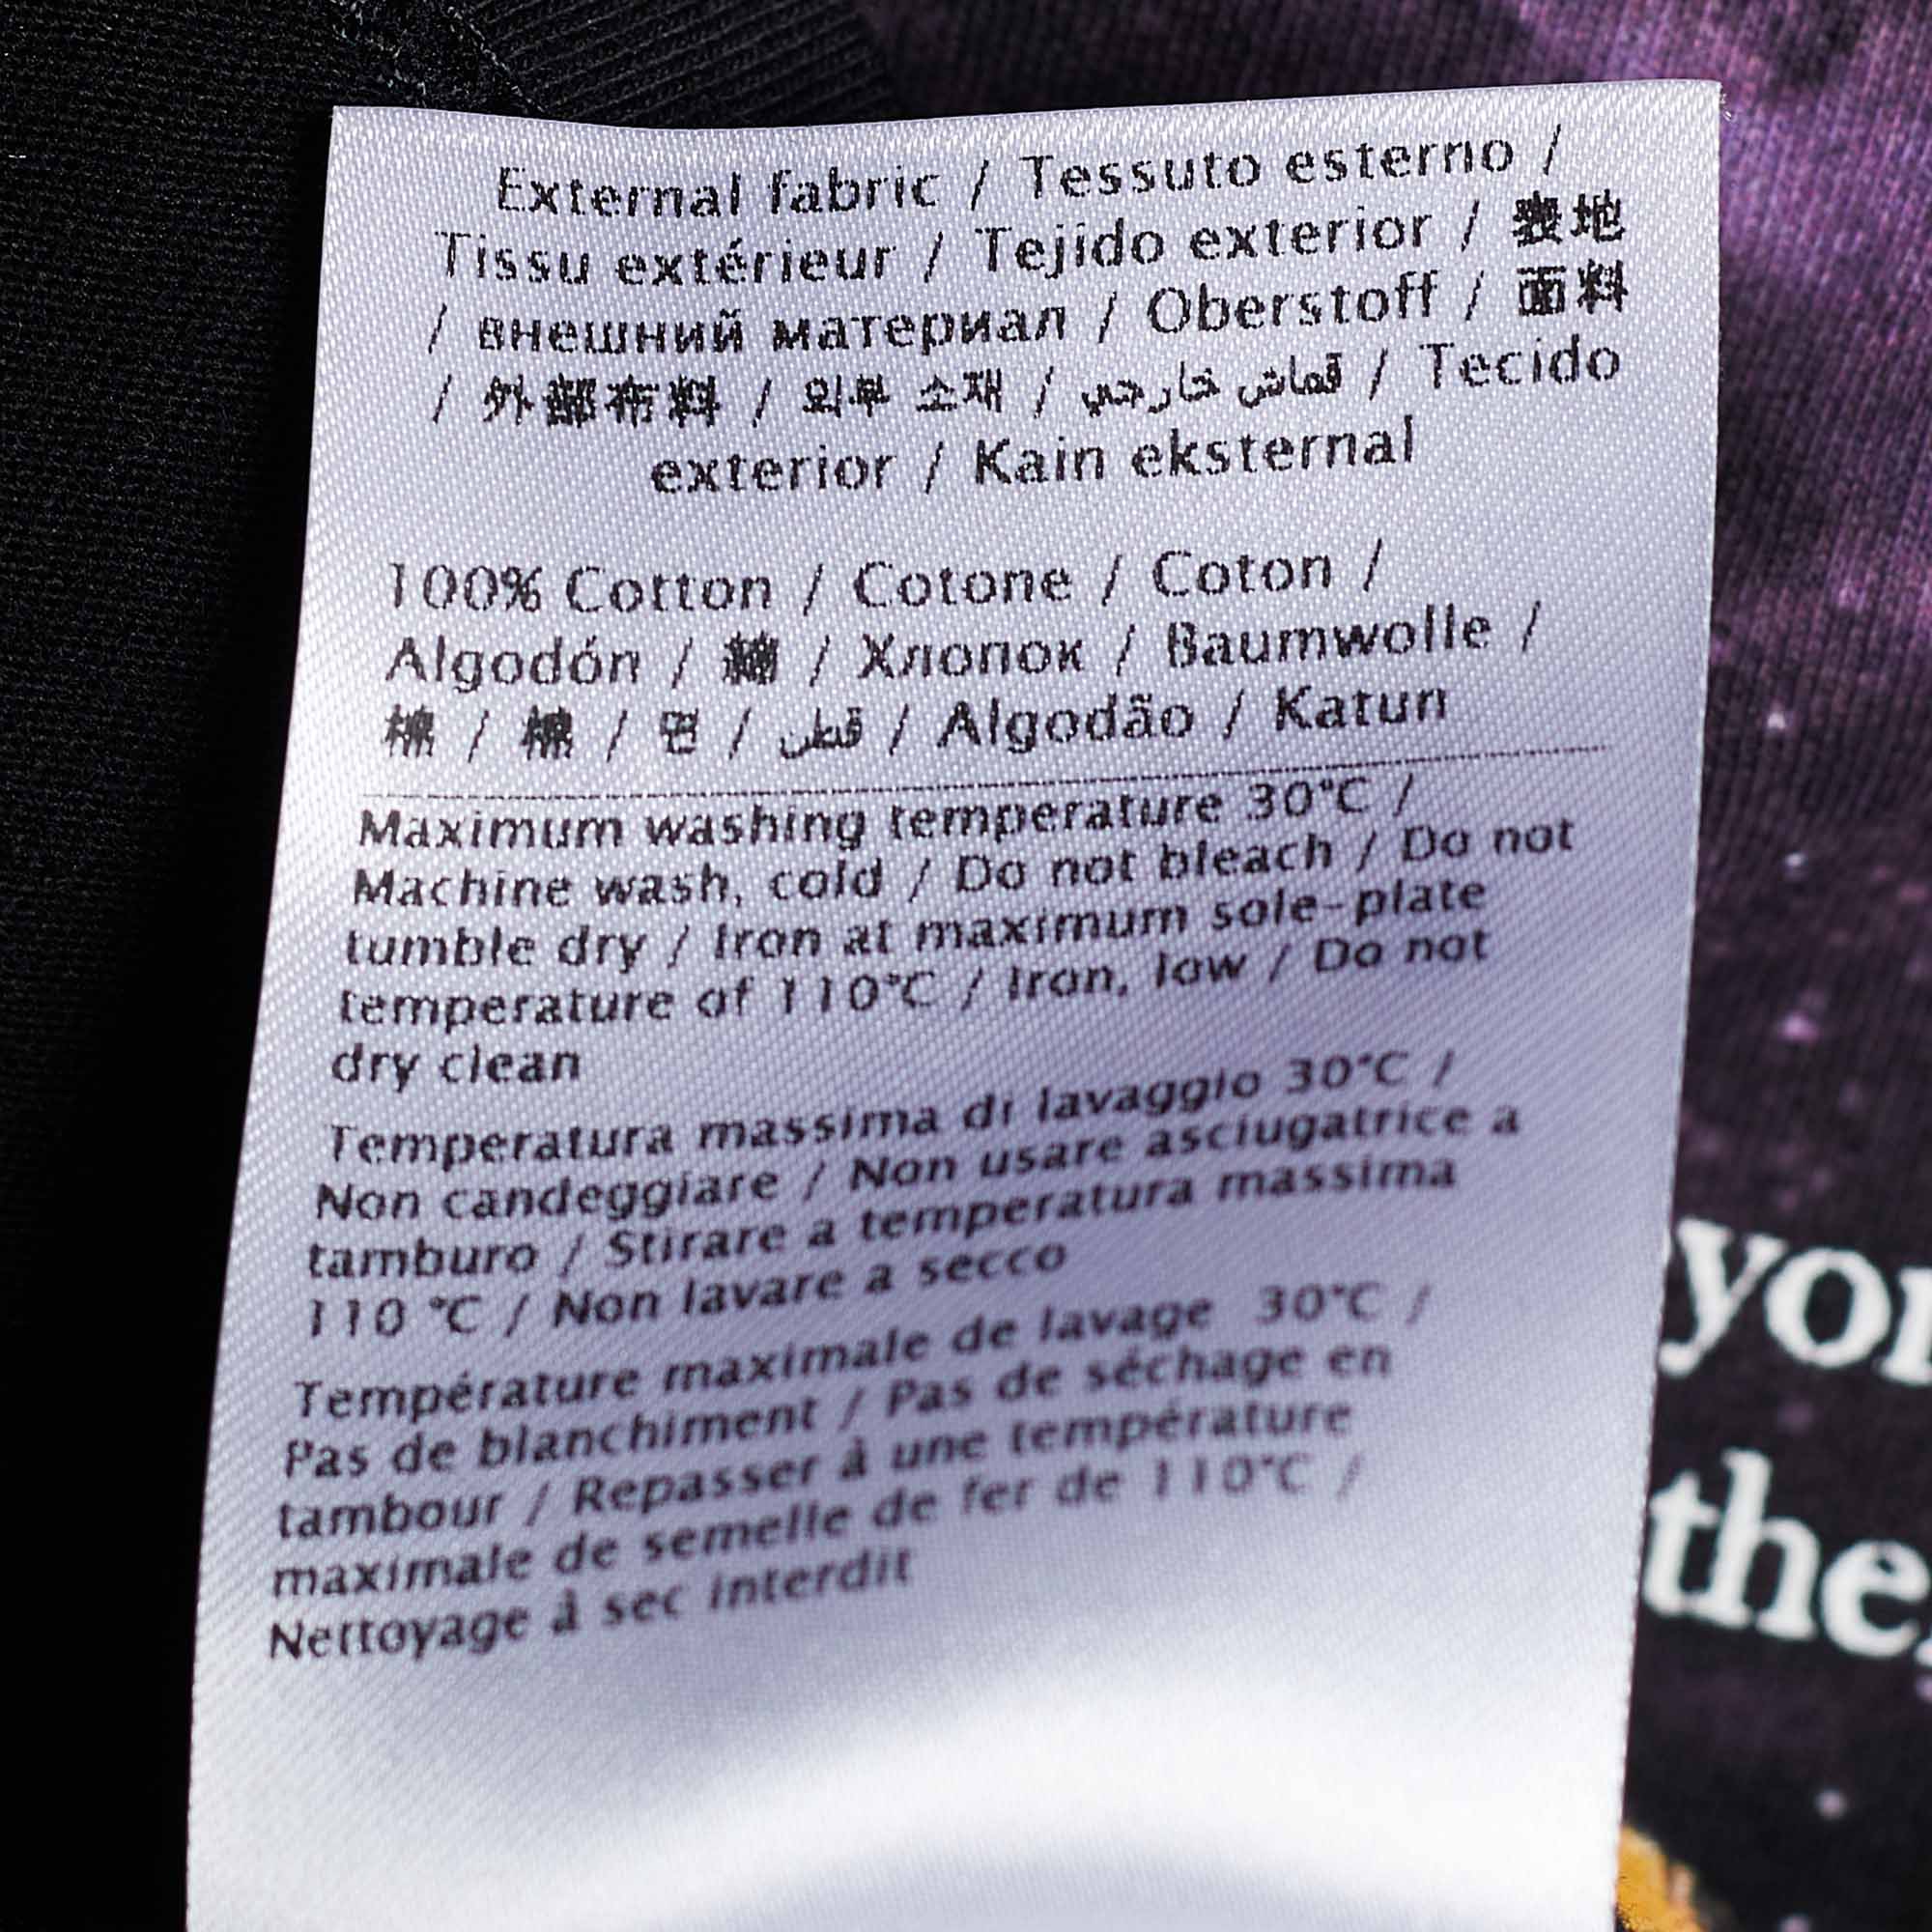 External fabric / Tessuto esterno /
Tissu extérieur / Tejido exterior / 表地
/ внешний материал / Oberstoff / 面料
/ 外部布料 / 외부 소재 / قماش خارجي / Tecido
exterior / Kain eksternal
100% Cotton / Cotone / Coton /
Algodón / 綿 / Хлопок / Baumwolle /
棉 / 棉 / 면 / قطن / Algodão / Katun
Maximum washing temperature 30°C /
Machine wash, cold / Do not bleach / Do not
tumble dry / Iron at maximum sole-plate
temperature of 110°C / Iron, low / Do not
dry clean
Temperatura massima di lavaggio 30°C /
Non candeggiare / Non usare asciugatrice a
tamburo / Stirare a temperatura massima
110 °C / Non lavare a secco
Température maximale de lavage 30°C /
Pas de blanchiment / Pas de séchage en
tambour / Repasser à une température
maximale de semelle de fer de 110°C /
Nettoyage à sec interdit